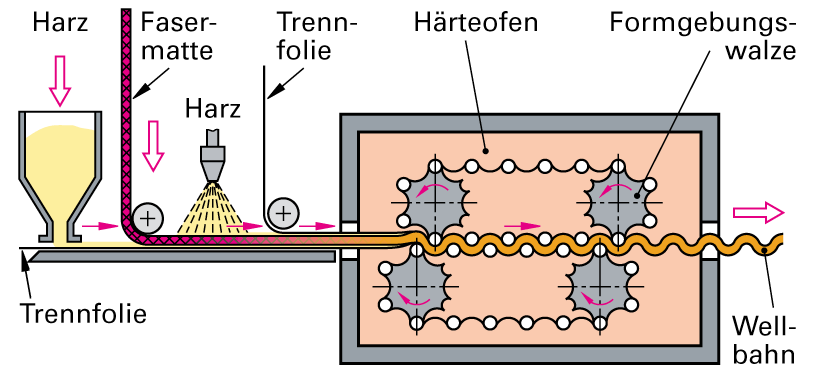 Harz
Faser-
matte
Trenn-
folie
Härteofen
Formgebungs-
walze
Harz
Trennfolie
Well-
bahn